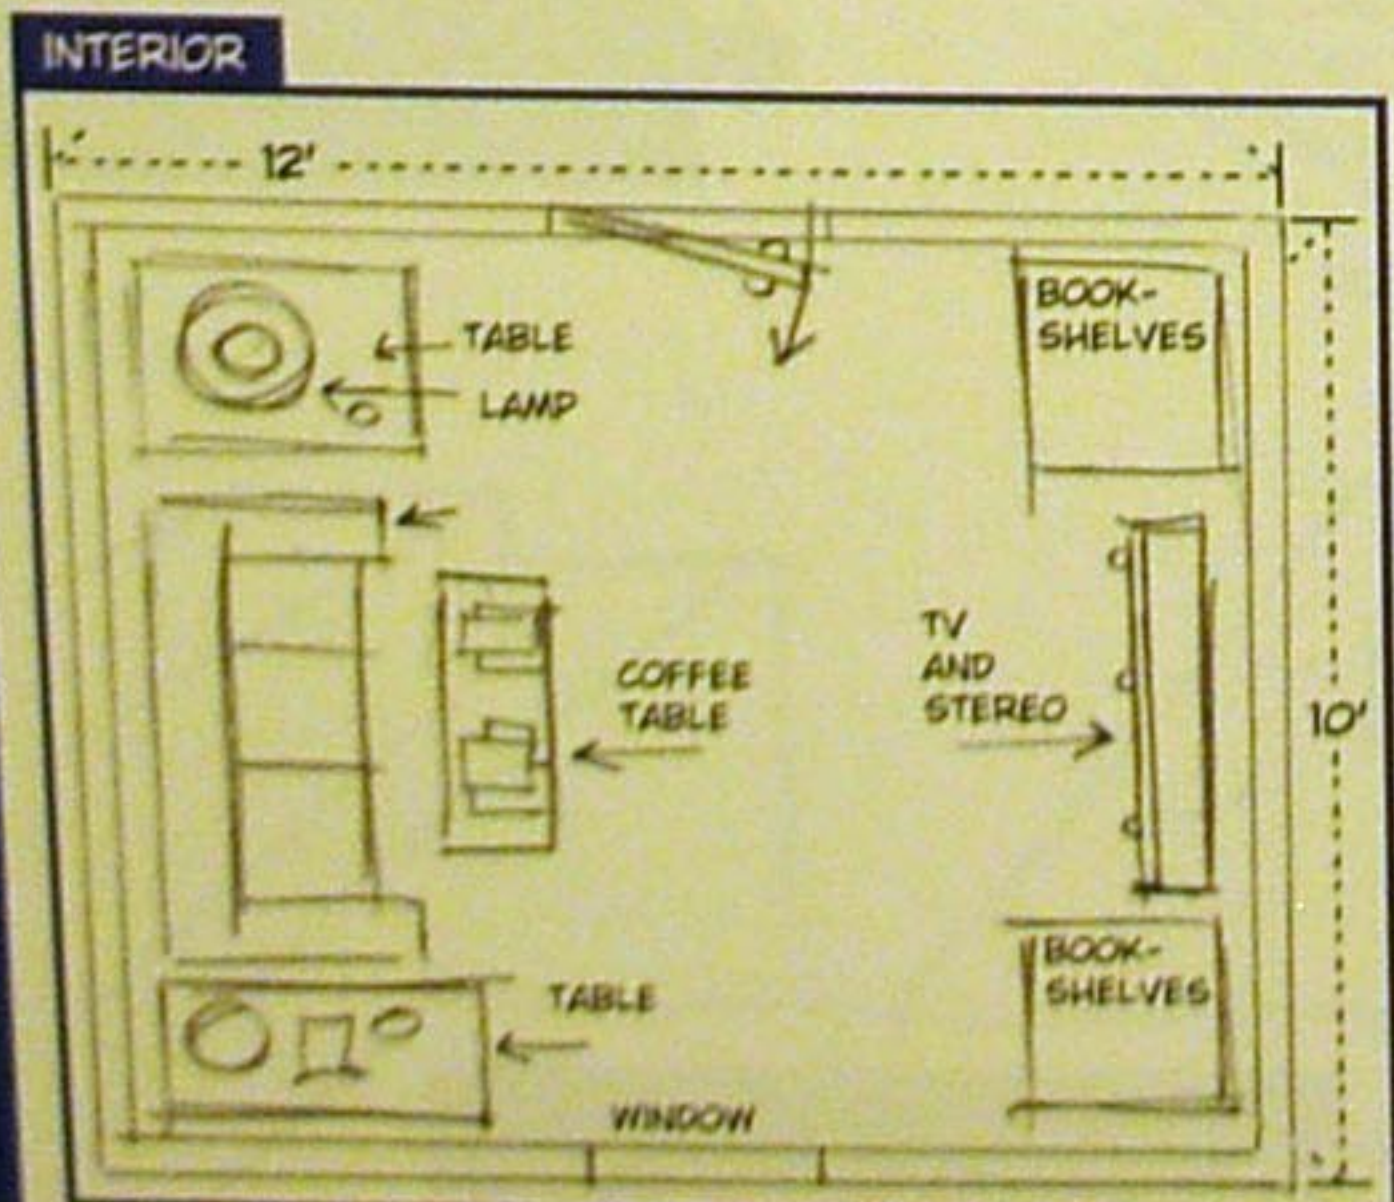 INTERIOR
12'
BOOK-
SHELVES
TABLE
LAMP
TV
AND
STEREO
COFFEE
TABLE
10'
BOOK-
SHELVES
TABLE
WINDOW